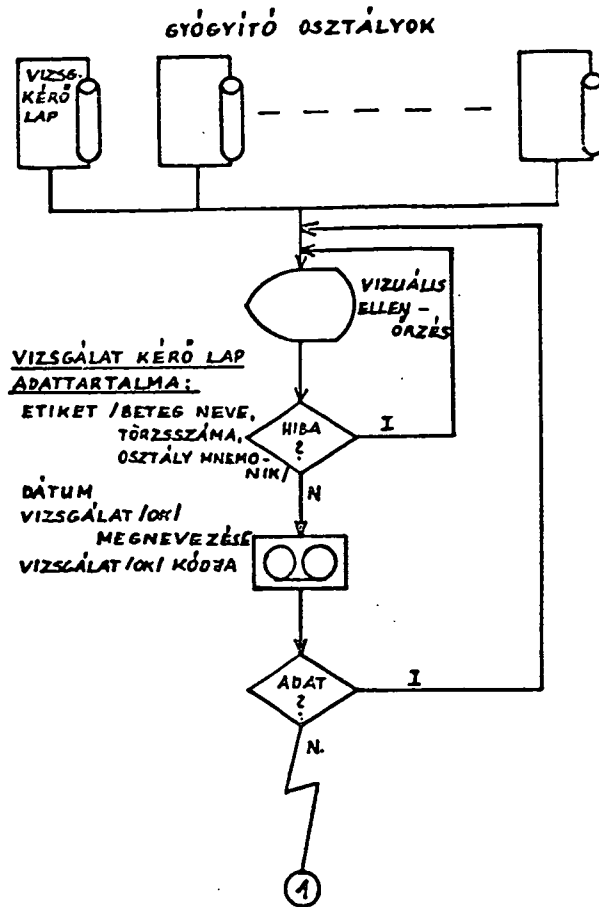 GYÓGYÍTÓ OSZTÁLYOK
VIZSG.
KÉRŐ
LAP
VIZUÁLIS
ELLEN-
ŐRZÉS
VIZSGÁLAT KÉRŐ LAP
ADATTARTALMA:
ETIKET /BETEG NEVE,
TÖRZSSZÁMA,
OSZTÁLY MNEMO-
NIK/
HIBA
?
I
N
DÁTUM
VIZSGÁLAT/OK/
MEGNEVEZÉSE
VIZSGÁLAT/OK/ KÓDJA
ADAT
?
I
N.
1